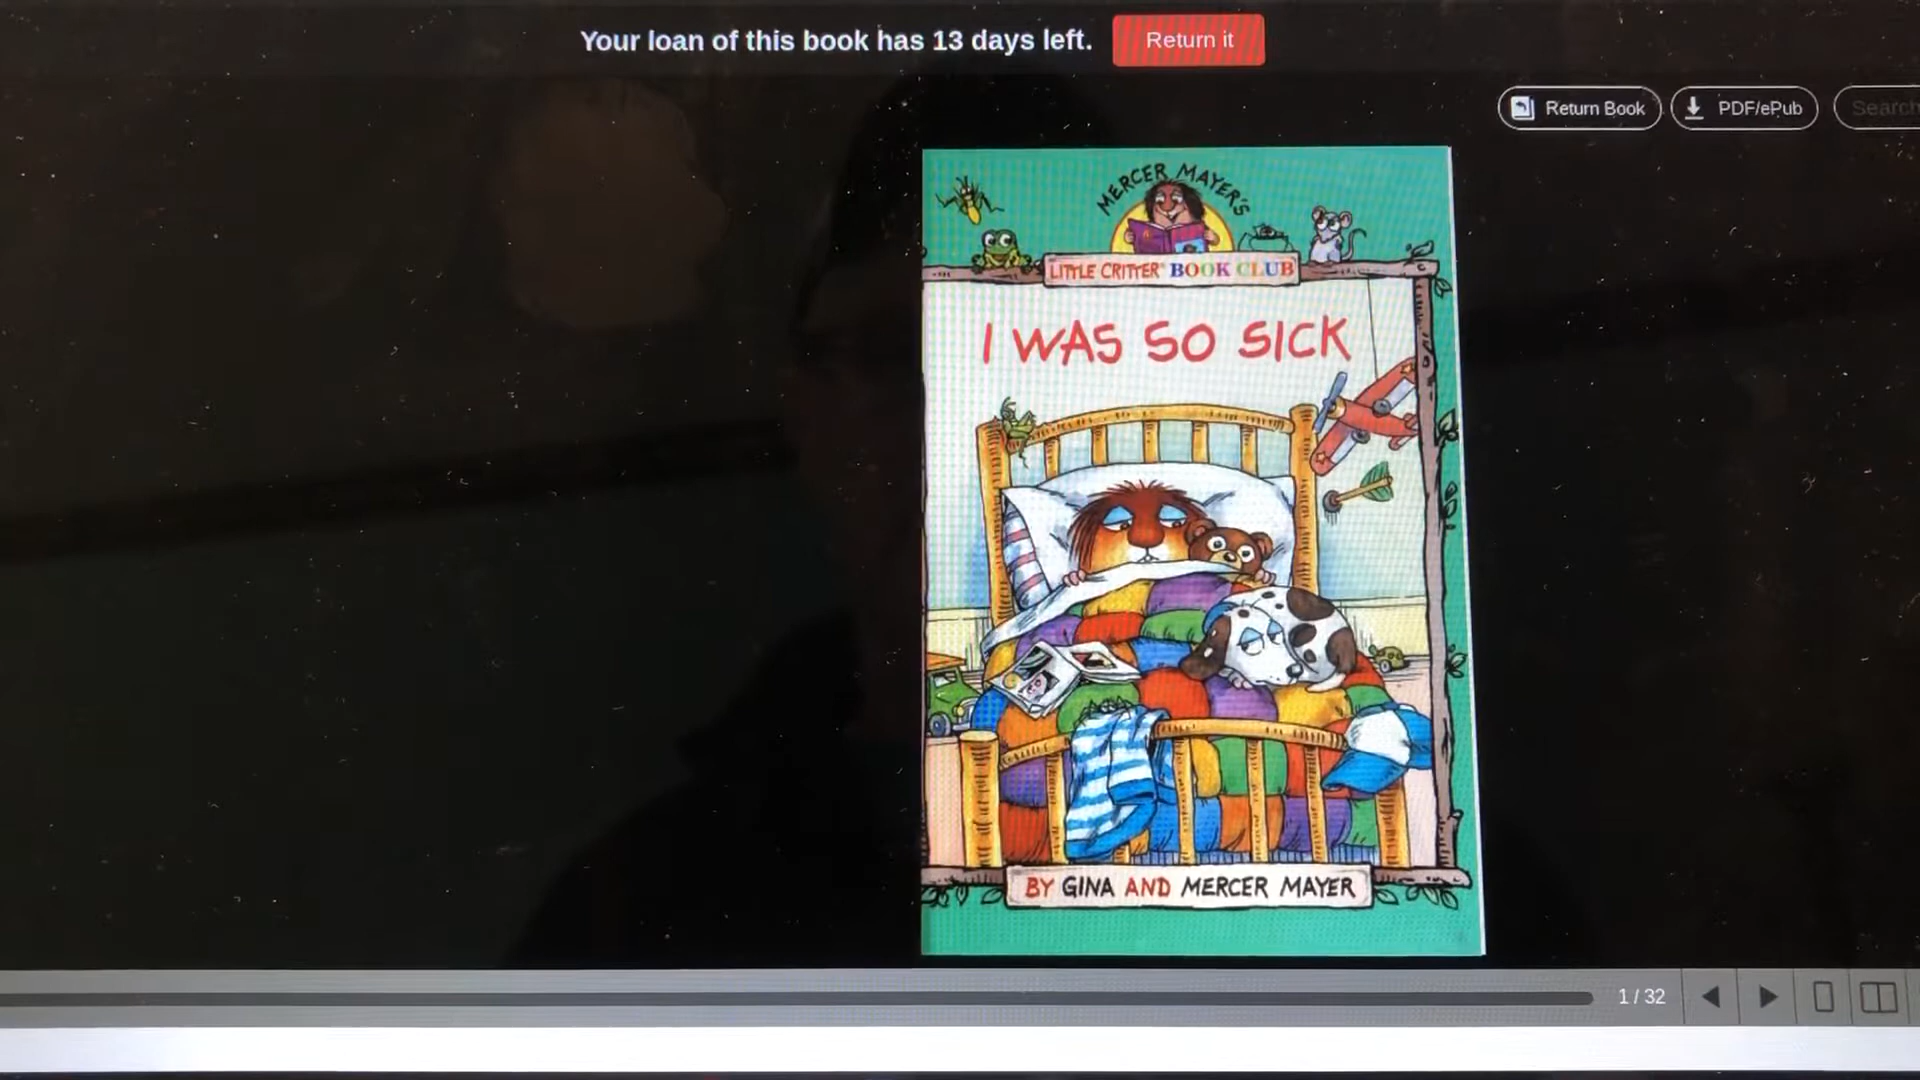 Your loan of this book has 13 days left. Return it
Return Book PDF/ePub Search
MERCER MAYER'S
LITTLE CRITTER® BOOK CLUB
I WAS SO SICK
BY GINA AND MERCER MAYER
1 / 32